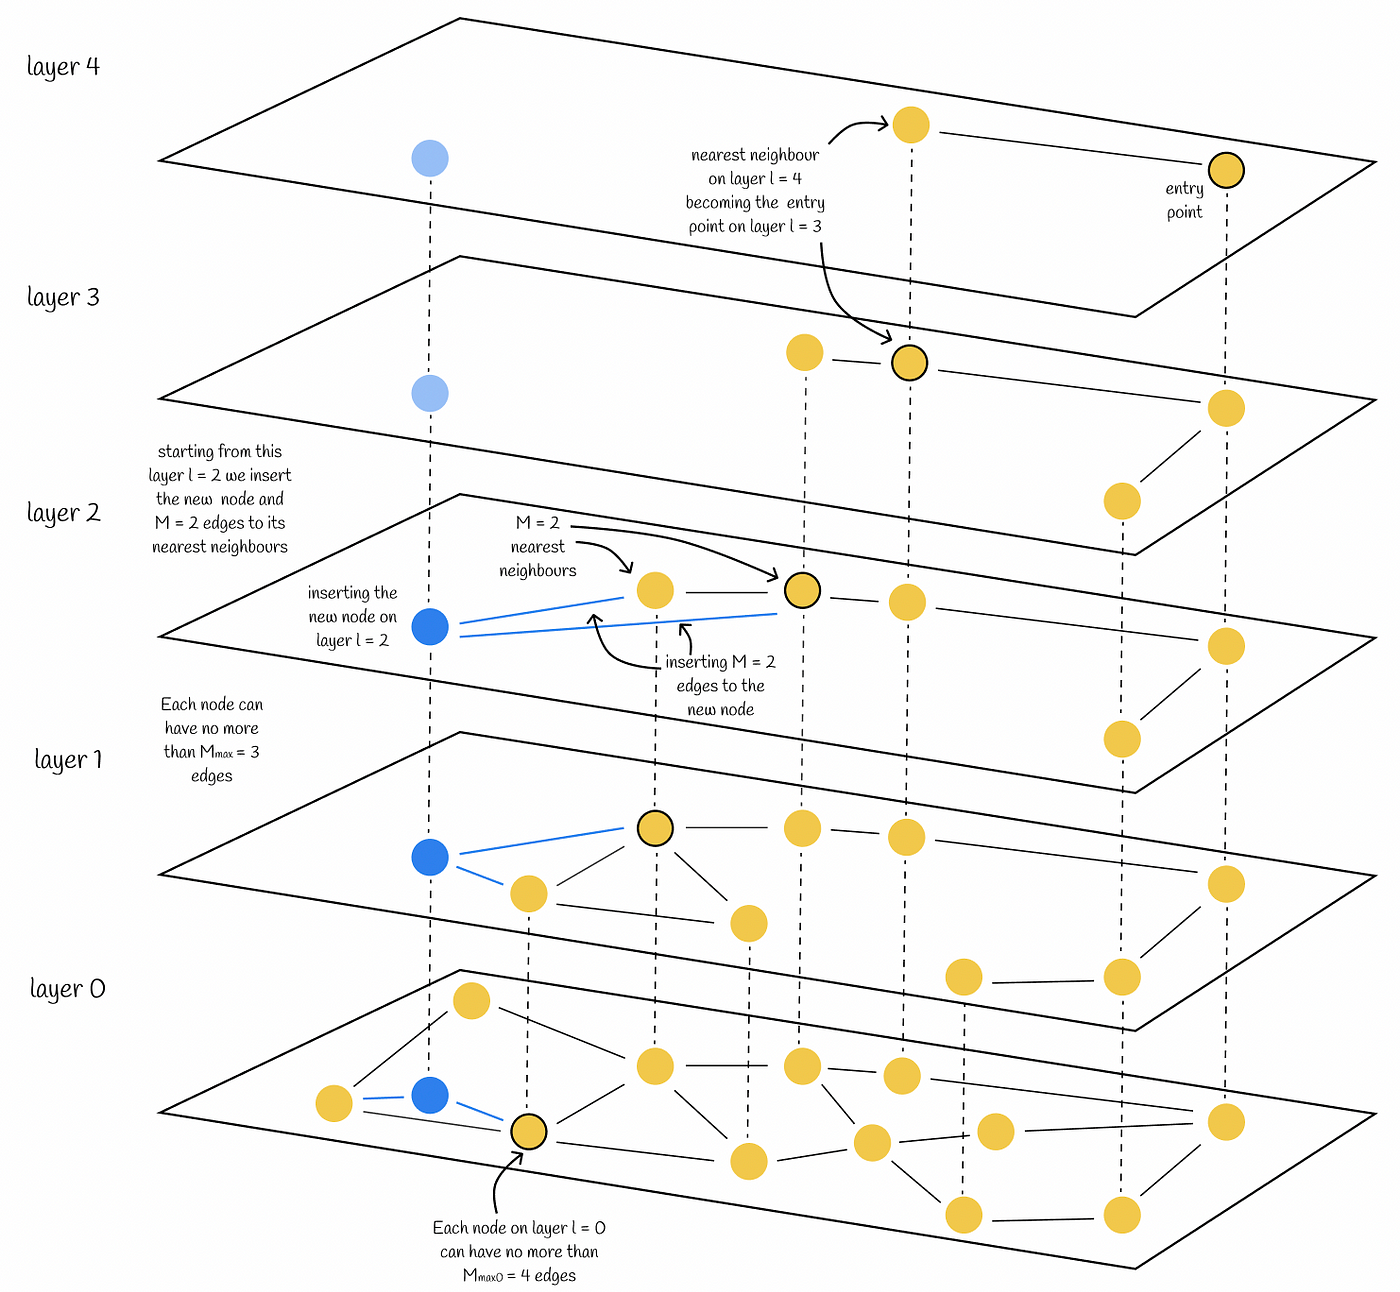 layer 4
nearest neighbour
on layer l = 4
becoming the entry
point on layer l = 3
entry
point
layer 3
starting from this
layer l = 2 we insert
the new node and
M = 2 edges to its
nearest neighbours
layer 2
M = 2
nearest
neighbours
inserting the
new node on
layer l = 2
inserting M = 2
edges to the
new node
Each node can
have no more
than Mmax = 3
edges
layer 1
layer 0
Each node on layer l = 0
can have no more than
Mmax0 = 4 edges